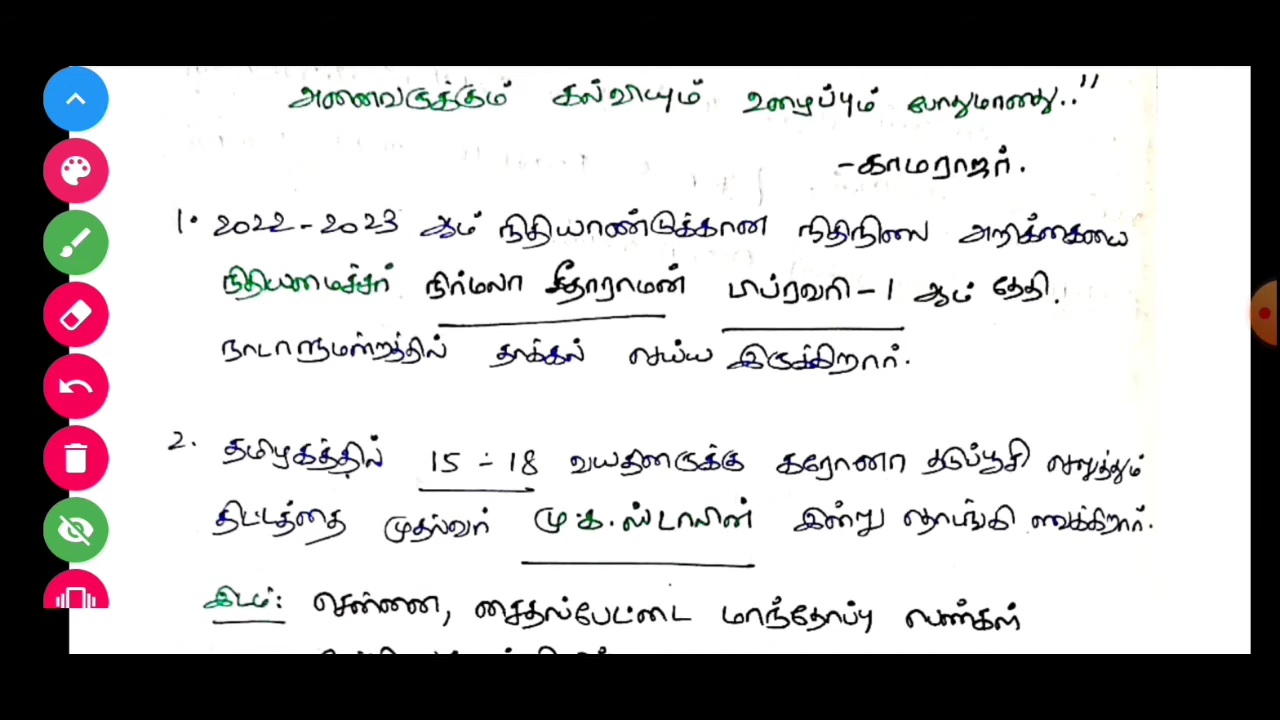 அனைவருக்கும் கல்வியும் உழைப்பும் போதுமானது.."
-காமராஜர்.
1. 2022-2023 ஆம் நிதியாண்டுக்கான நிதிநிலை அறிக்கையை
நிதியமைச்சர் நிர்மலா சீதாராமன் பிப்ரவரி-1 ஆம் தேதி.
நாடாளுமன்றத்தில் தாக்கல் செய்ய இருக்கிறார்.
2. தமிழகத்தில் 15-18 வயதினருக்கு கரோனா தடுப்பூசி செலுத்தும்
திட்டத்தை முதல்வர் மு.க.ஸ்டாலின் இன்று தொடங்கி வைக்கிறார்.
இடம்: சென்னை, சைதாப்பேட்டை மாந்தோப்பு பெண்கள்